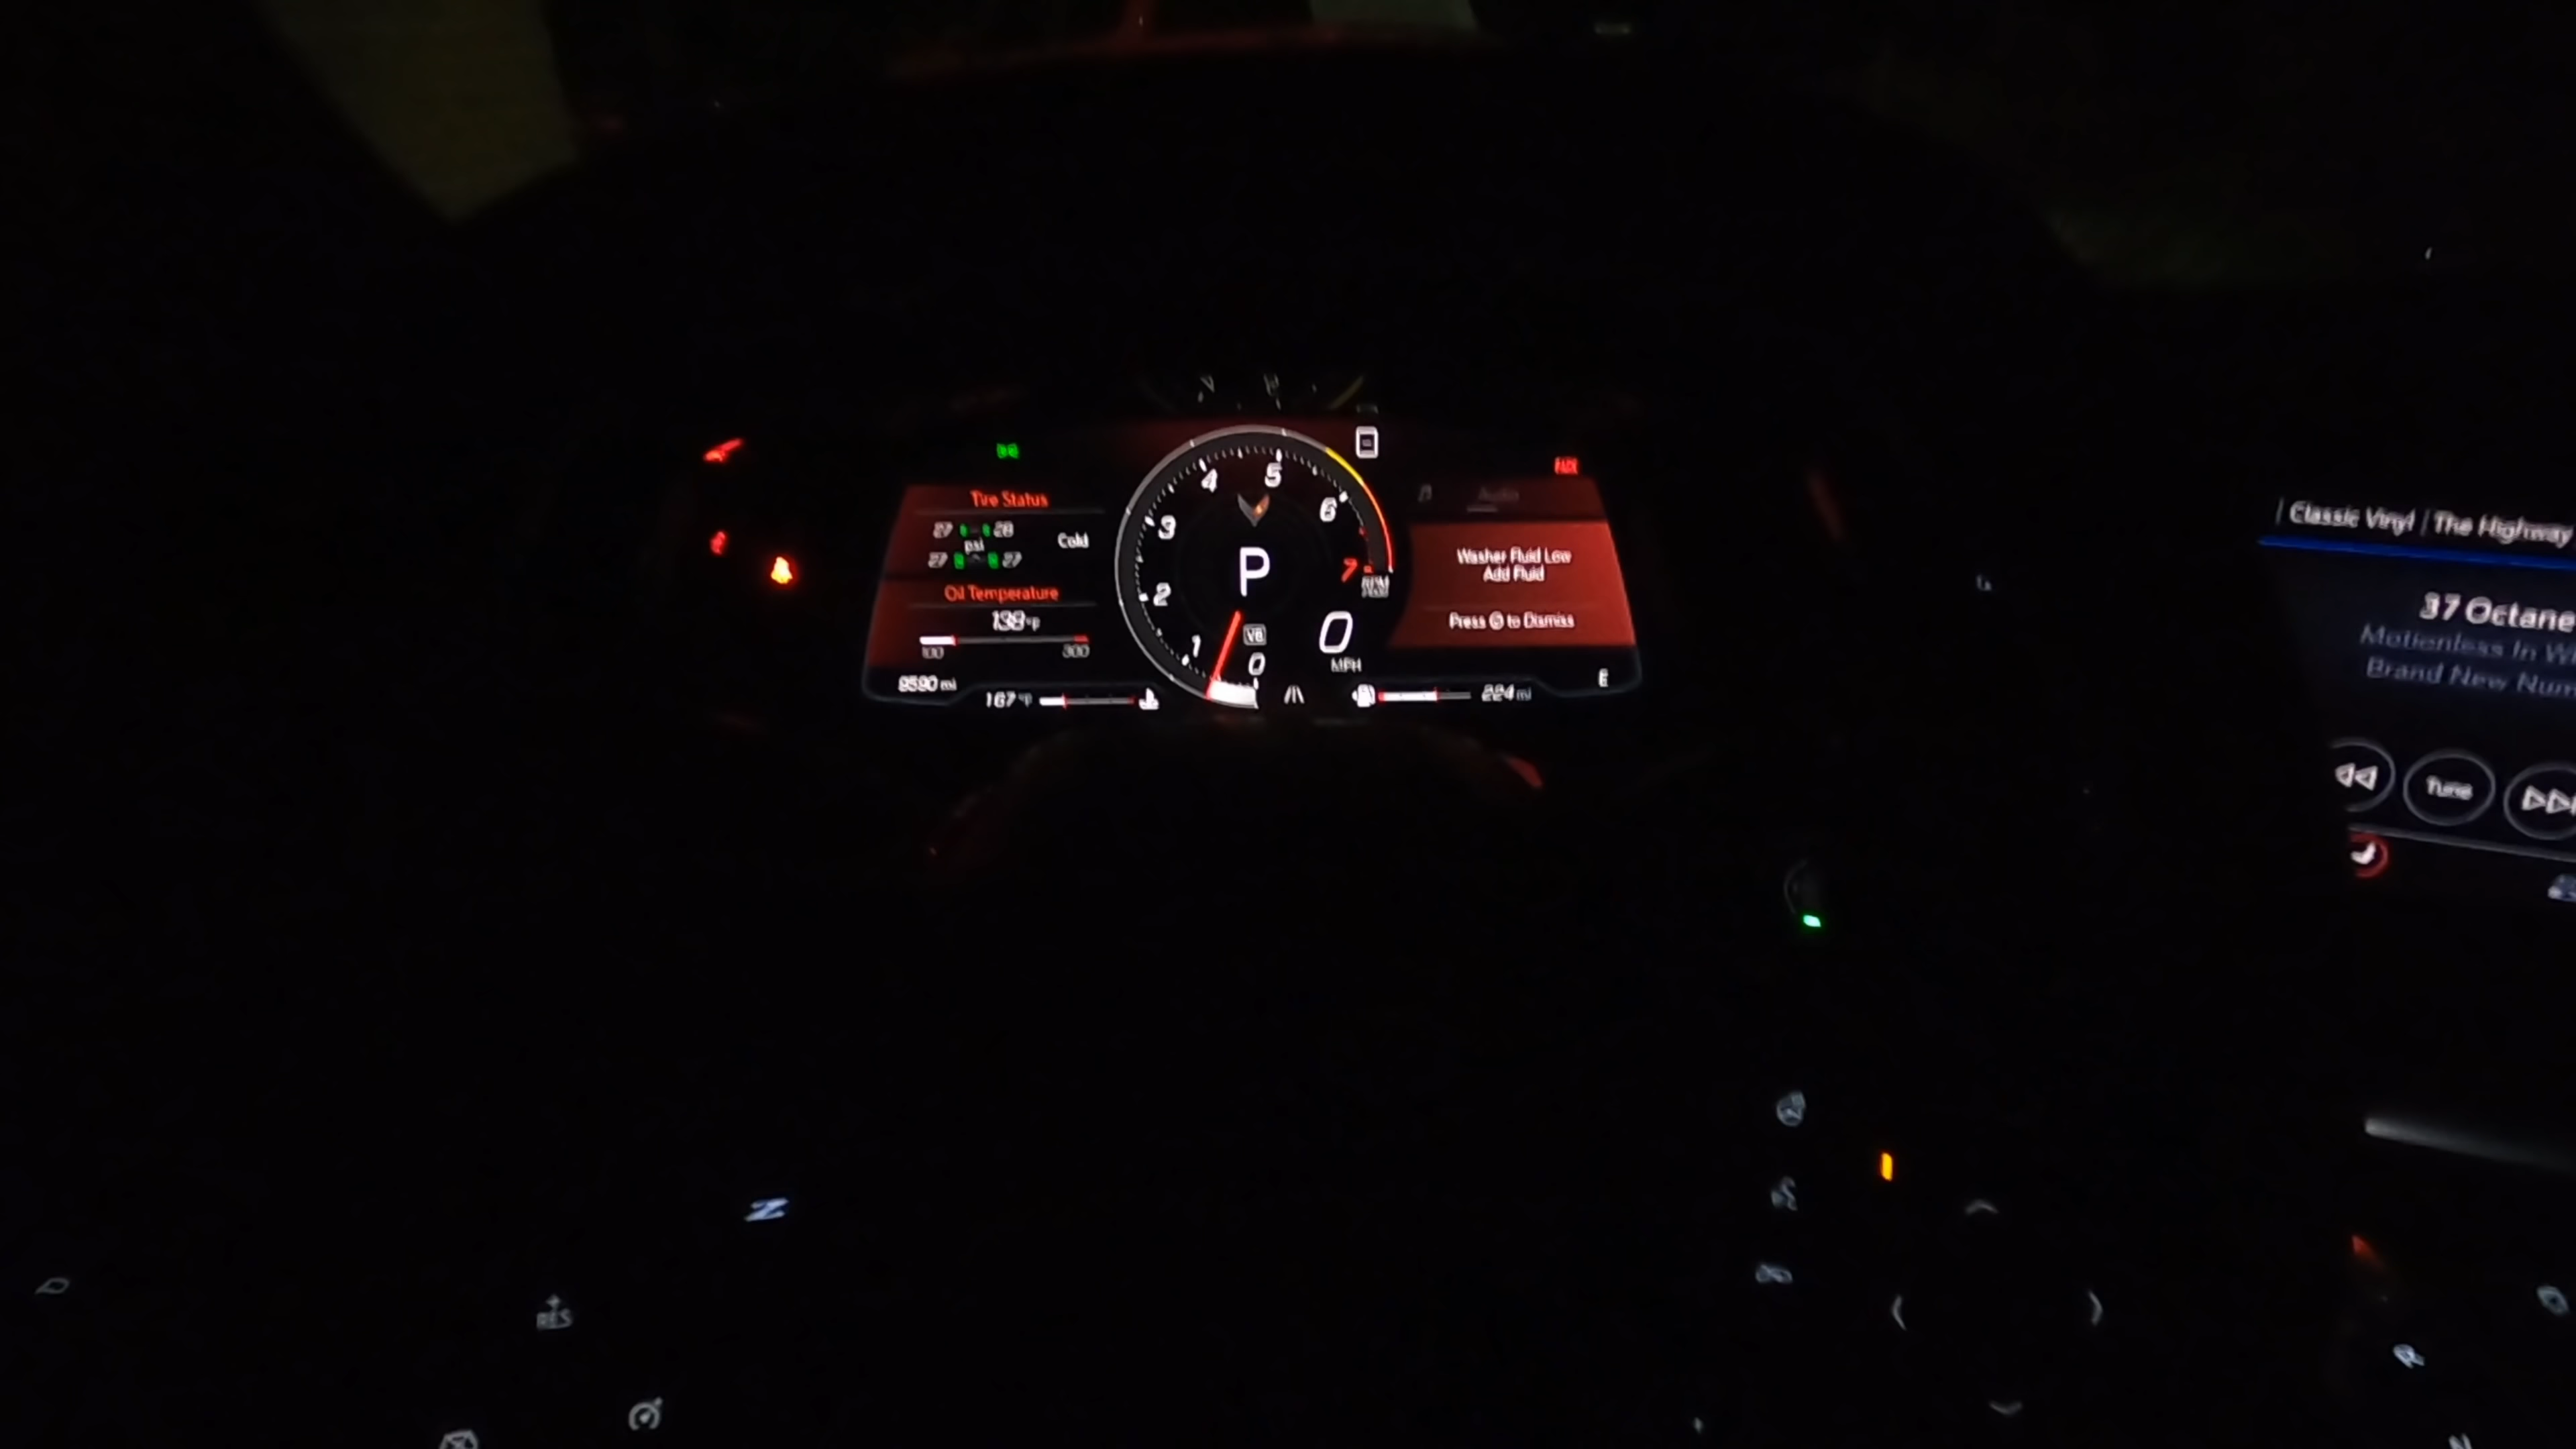 Tire Status
27 28
psi
Cold
27 27
Oil Temperature
138°F
100 300
8590 mi
167 °F
1
2
3
4
5
6
7
P
V8
0
0
MPH
RPM
PARK
Audio
Washer Fluid Low
Add Fluid
Press to Dismiss
224 mi
E
Classic Vinyl | The Highway
37 Octane
Motionless In
Brand New
Tune
Z
RES
R